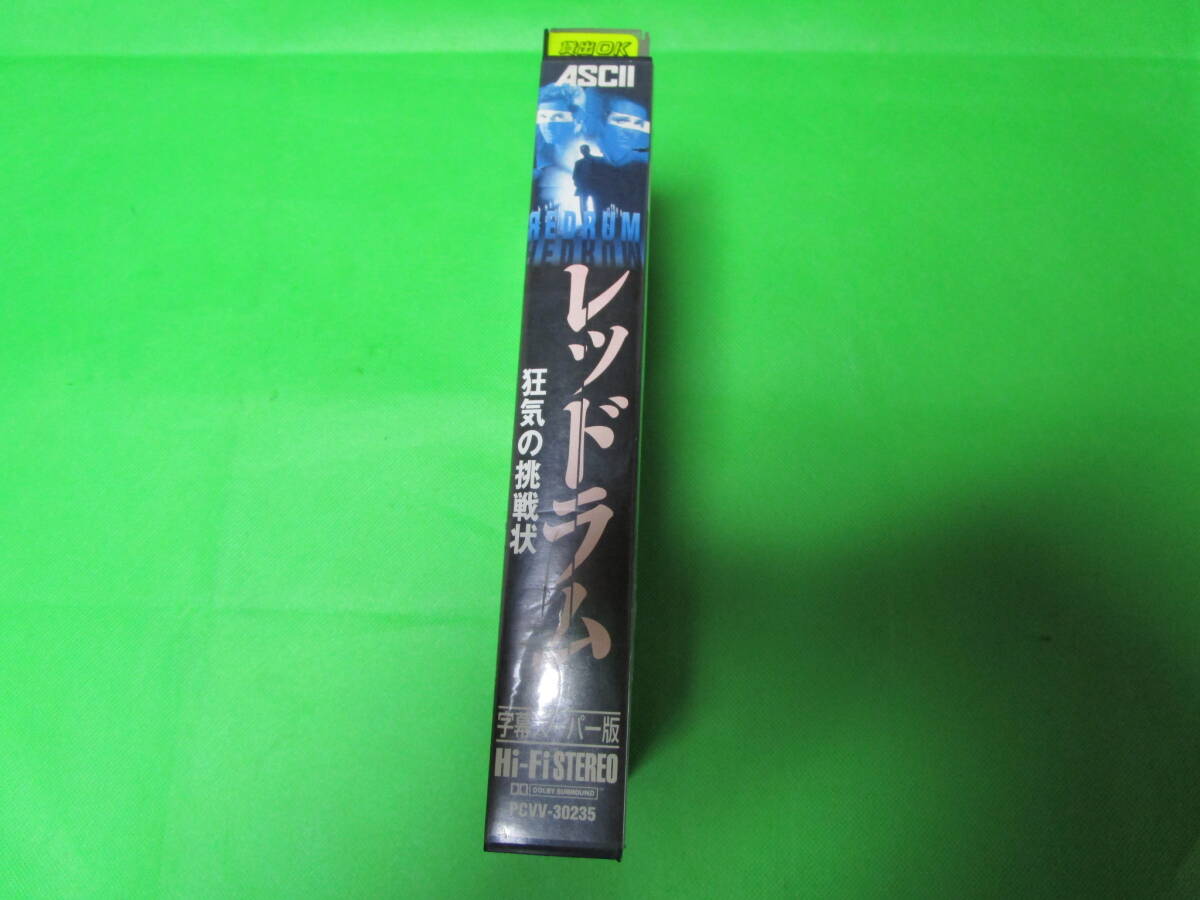 貸出OK
ASCII
REDRUM
レッドラム
狂気の挑戦状
字幕スーパー版
Hi-Fi STEREO
DOLBY SURROUND
PCVV-30235